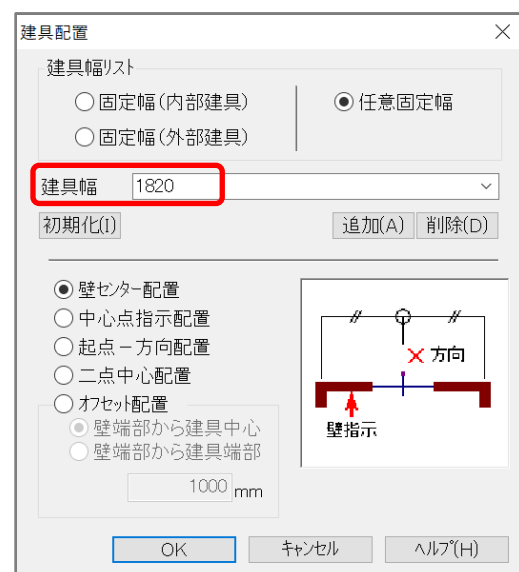 建具配置
建具幅リスト
固定幅(内部建具)
任意固定幅
固定幅(外部建具)
建具幅 1820
初期化(I) 追加(A) 削除(D)
壁センター配置
中心点指示配置
起点－方向配置
二点中心配置
オフセット配置
壁端部から建具中心
壁端部から建具端部
1000 mm
方向
壁指示
OK キャンセル ヘルプ(H)